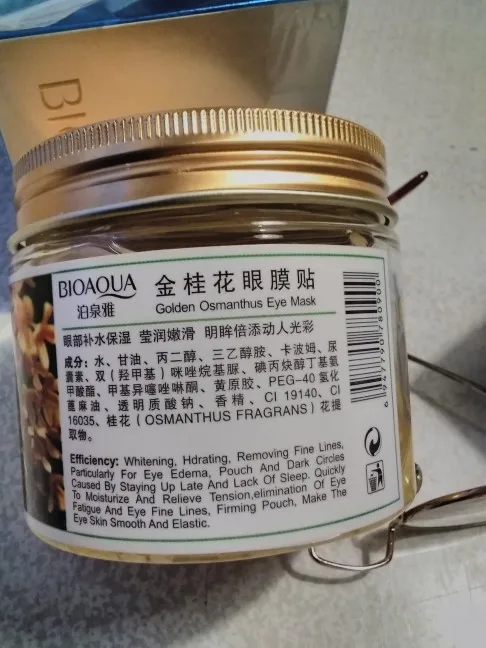 BIO
BIOAQUA
泊泉雅
金桂花眼膜贴
Golden Osmanthus Eye Mask
眼部补水保湿 莹润嫩滑 明眸倍添动人光彩
成分：水、甘油、丙二醇、三乙醇胺、卡波姆、尿
囊素、双（羟甲基）咪唑烷基脲、碘丙炔醇丁基氨
甲酸酯、甲基异噻唑啉酮、黄原胶、PEG-40 氢化
蓖麻油、透明质酸钠、香精、CI 19140、CI
16035、桂花（OSMANTHUS FRAGRANS）花提
取物。
Efficiency: Whitening, Hdrating, Removing Fine Lines,
Particularly For Eye Edema, Pouch And Dark Circles
Caused By Staying Up Late And Lack Of Sleep. Quickly
To Moisturize And Relieve Tension,elimination Of Eye
Fatigue And Eye Fine Lines, Firming Pouch, Make The
Eye Skin Smooth And Elastic.
6 947790 780900